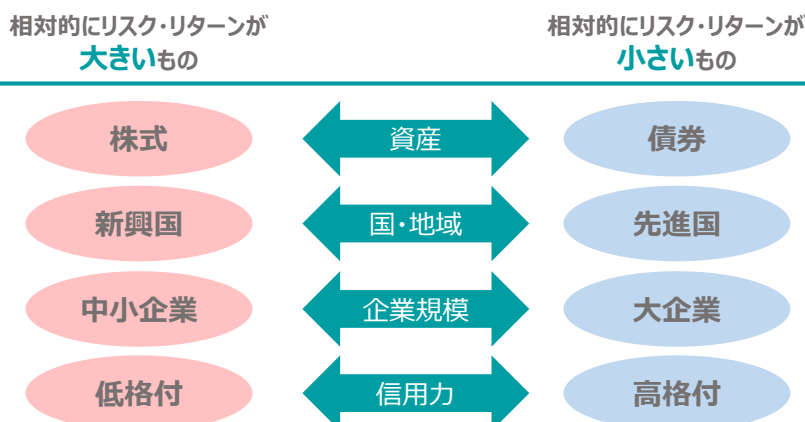 相対的にリスク・リターンが
大きいもの
相対的にリスク・リターンが
小さいもの
株式
資産
債券
新興国
国・地域
先進国
中小企業
企業規模
大企業
低格付
信用力
高格付